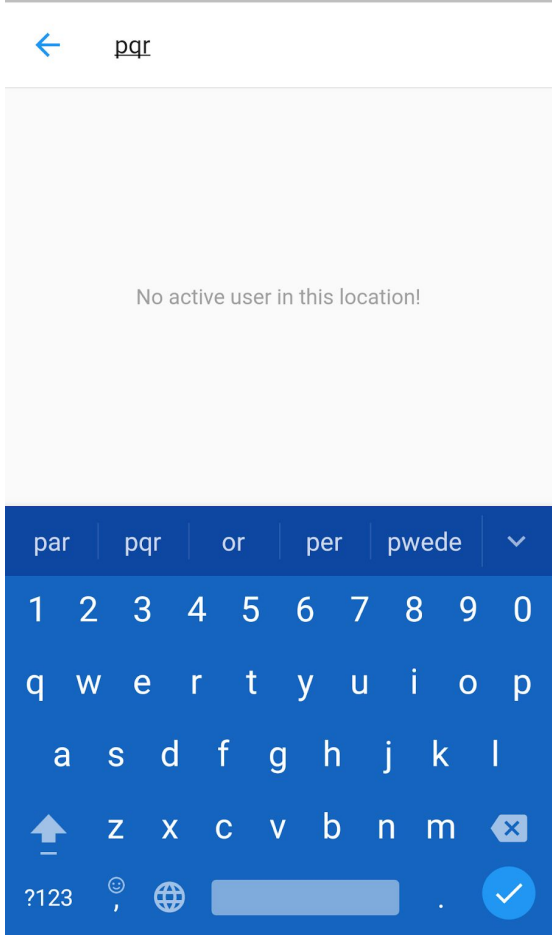 pqr
No active user in this location!
par pqr or per pwede
1 2 3 4 5 6 7 8 9 0
q w e r t y u i o p
a s d f g h j k l
z x c v b n m
?123 , .